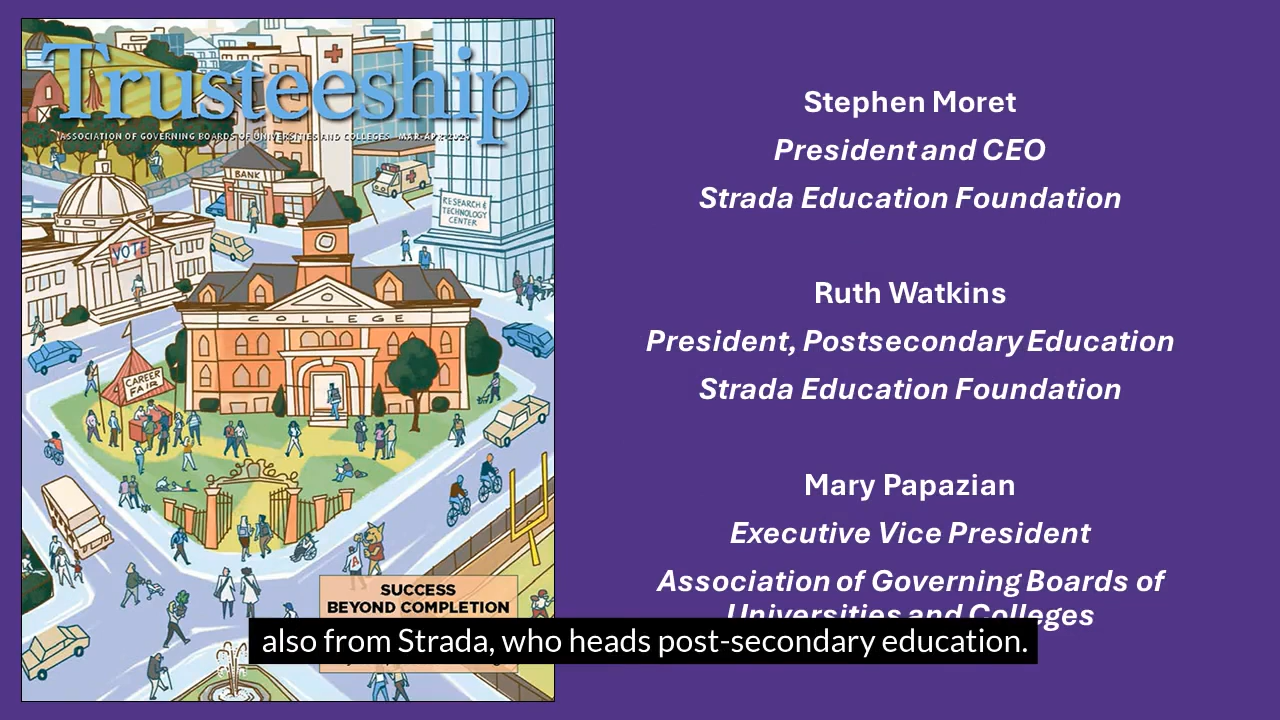 Trusteeship
ASSOCIATION OF GOVERNING BOARDS OF UNIVERSITIES AND COLLEGES MAR-APR
BANK
RESEARCH &
TECHNOLOGY
CENTER
VOTE
COLLEGE
CAREER
FAIR
A
SUCCESS
BEYOND COMPLETION
Stephen Moret
President and CEO
Strada Education Foundation
Ruth Watkins
President, Postsecondary Education
Strada Education Foundation
Mary Papazian
Executive Vice President
Association of Governing Boards of
Universities and Colleges
also from Strada, who heads post-secondary education.